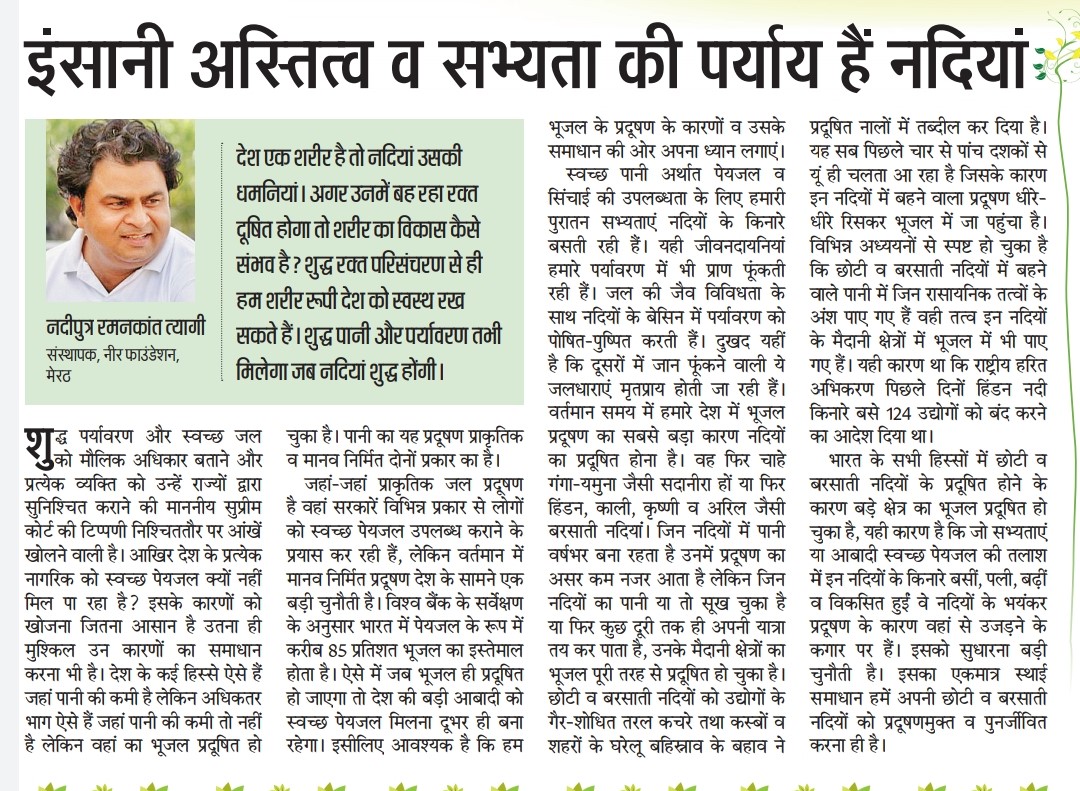 इंसानी अस्तित्व व सभ्यता की पर्याय हैं नदियां
देश एक शरीर है तो नदियां उसकी
धमनियां। अगर उनमें बह रहा रक्त
दूषित होगा तो शरीर का विकास कैसे
संभव है? शुद्ध रक्त परिसंचरण से ही
हम शरीर रूपी देश को स्वस्थ रख
सकते हैं। शुद्ध पानी और पर्यावरण तभी
मिलेगा जब नदियां शुद्ध होंगी।
नदीपुत्र रमनकांत त्यागी
संस्थापक, नीर फाउंडेशन,
मेरठ
शुद्ध पर्यावरण और स्वच्छ जल
को मौलिक अधिकार बताने और
प्रत्येक व्यक्ति को उन्हें राज्यों द्वारा
सुनिश्चित कराने की माननीय सुप्रीम
कोर्ट की टिप्पणी निश्चिततौर पर आंखें
खोलने वाली है। आखिर देश के प्रत्येक
नागरिक को स्वच्छ पेयजल क्यों नहीं
मिल पा रहा है? इसके कारणों को
खोजना जितना आसान है उतना ही
मुश्किल उन कारणों का समाधान
करना भी है। देश के कई हिस्से ऐसे हैं
जहां पानी की कमी है लेकिन अधिकतर
भाग ऐसे हैं जहां पानी की कमी तो नहीं
है लेकिन वहां का भूजल प्रदूषित हो
चुका है। पानी का यह प्रदूषण प्राकृतिक
व मानव निर्मित दोनों प्रकार का है।
जहां-जहां प्राकृतिक जल प्रदूषण
है वहां सरकारें विभिन्न प्रकार से लोगों
को स्वच्छ पेयजल उपलब्ध कराने के
प्रयास कर रही हैं, लेकिन वर्तमान में
मानव निर्मित प्रदूषण देश के सामने एक
बड़ी चुनौती है। विश्व बैंक के सर्वेक्षण
के अनुसार भारत में पेयजल के रूप में
करीब 85 प्रतिशत भूजल का इस्तेमाल
होता है। ऐसे में जब भूजल ही प्रदूषित
हो जाएगा तो देश की बड़ी आबादी को
स्वच्छ पेयजल मिलना दूभर ही बना
रहेगा। इसीलिए आवश्यक है कि हम
भूजल के प्रदूषण के कारणों व उसके
समाधान की ओर अपना ध्यान लगाएं।
स्वच्छ पानी अर्थात पेयजल व
सिंचाई की उपलब्धता के लिए हमारी
पुरातन सभ्यताएं नदियों के किनारे
बसती रही हैं। यही जीवनदायनियां
हमारे पर्यावरण में भी प्राण फूंकती
रही हैं। जल की जैव विविधता के
साथ नदियों के बेसिन में पर्यावरण को
पोषित-पुष्पित करती हैं। दुखद यहीं
है कि दूसरों में जान फूंकने वाली ये
जलधाराएं मृतप्राय होती जा रही हैं।
वर्तमान समय में हमारे देश में भूजल
प्रदूषण का सबसे बड़ा कारण नदियों
का प्रदूषित होना है। वह फिर चाहे
गंगा-यमुना जैसी सदानीरा हों या फिर
हिंडन, काली, कृष्णी व अरिल जैसी
बरसाती नदियां। जिन नदियों में पानी
वर्षभर बना रहता है उनमें प्रदूषण का
असर कम नजर आता है लेकिन जिन
नदियों का पानी या तो सूख चुका है
या फिर कुछ दूरी तक ही अपनी यात्रा
तय कर पाता है, उनके मैदानी क्षेत्रों का
भूजल पूरी तरह से प्रदूषित हो चुका है।
छोटी व बरसाती नदियों को उद्योगों के
गैर-शोधित तरल कचरे तथा कस्बों व
शहरों के घरेलू बहिस्राव के बहाव ने
प्रदूषित नालों में तब्दील कर दिया है।
यह सब पिछले चार से पांच दशकों से
यूं ही चलता आ रहा है जिसके कारण
इन नदियों में बहने वाला प्रदूषण धीरे-
धीरे रिसकर भूजल में जा पहुंचा है।
विभिन्न अध्ययनों से स्पष्ट हो चुका है
कि छोटी व बरसाती नदियों में बहने
वाले पानी में जिन रासायनिक तत्वों के
अंश पाए गए हैं वही तत्व इन नदियों
के मैदानी क्षेत्रों में भूजल में भी पाए
गए हैं। यही कारण था कि राष्ट्रीय हरित
अभिकरण पिछले दिनों हिंडन नदी
किनारे बसे 124 उद्योगों को बंद करने
का आदेश दिया था।
भारत के सभी हिस्सों में छोटी व
बरसाती नदियों के प्रदूषित होने के
कारण बड़े क्षेत्र का भूजल प्रदूषित हो
चुका है, यही कारण है कि जो सभ्यताएं
या आबादी स्वच्छ पेयजल की तलाश
में इन नदियों के किनारे बसीं, पली, बढ़ीं
व विकसित हुईं वे नदियों के भयंकर
प्रदूषण के कारण वहां से उजड़ने के
कगार पर हैं। इसको सुधारना बड़ी
चुनौती है। इसका एकमात्र स्थाई
समाधान हमें अपनी छोटी व बरसाती
नदियों को प्रदूषणमुक्त व पुनर्जीवित
करना ही है।